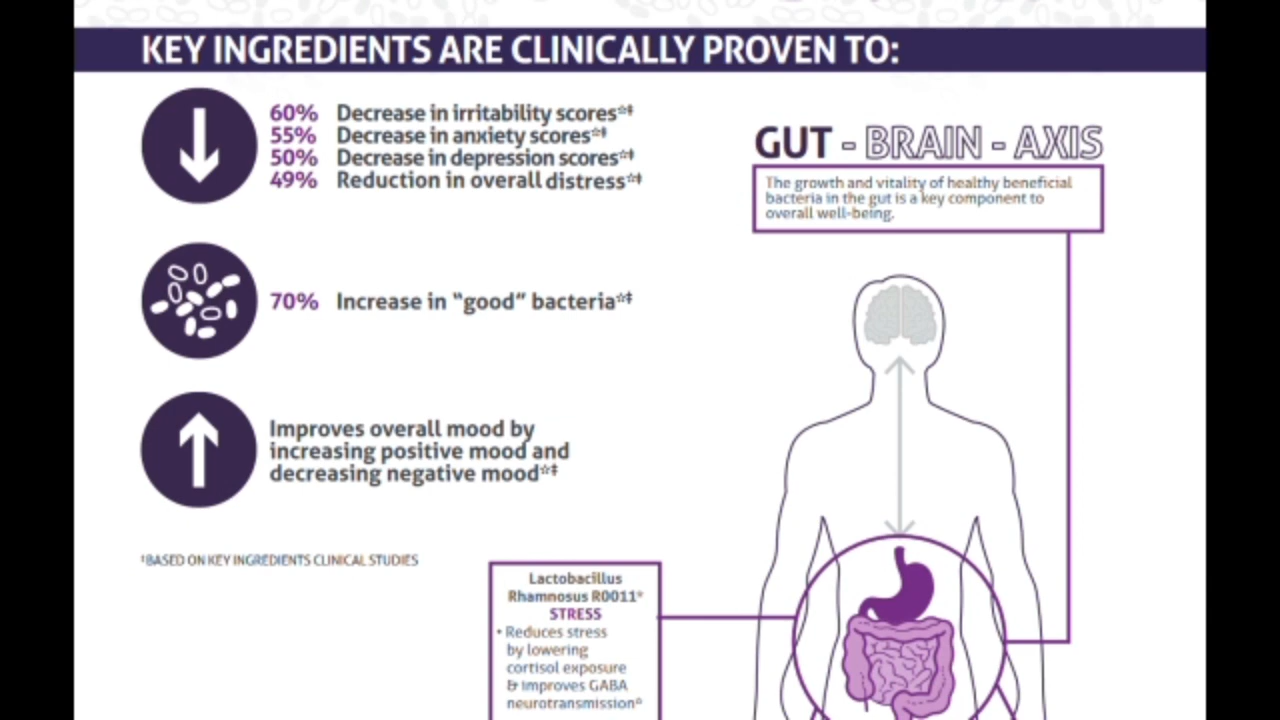 KEY INGREDIENTS ARE CLINICALLY PROVEN TO:
60% Decrease in irritability scores*‡
55% Decrease in anxiety scores*‡
50% Decrease in depression scores*‡
49% Reduction in overall distress*‡
70% Increase in “good” bacteria*‡
Improves overall mood by
increasing positive mood and
decreasing negative mood*‡
‡BASED ON KEY INGREDIENTS CLINICAL STUDIES
GUT - BRAIN - AXIS
The growth and vitality of healthy beneficial
bacteria in the gut is a key component to
overall well-being.
Lactobacillus
Rhamnosus R0011*
STRESS
• Reduces stress
by lowering
cortisol exposure
& improves GABA
neurotransmission*